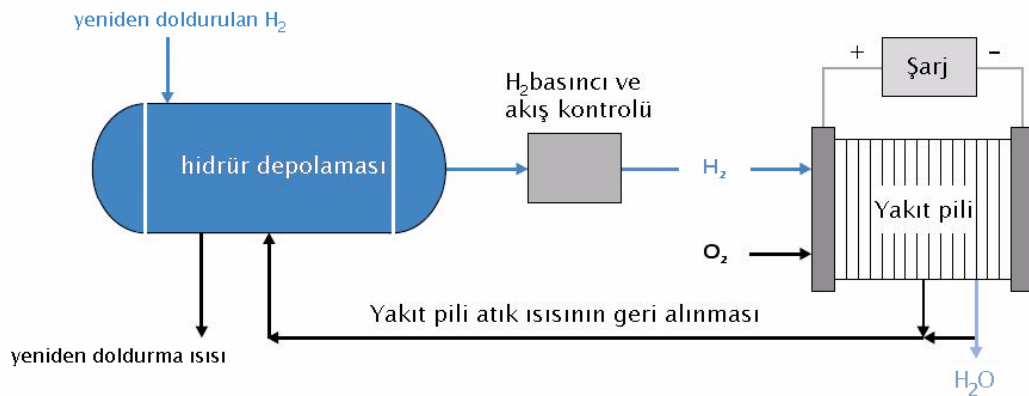 yeniden doldurulan H₂
+
Şarj
−
H₂basıncı ve
akış kontrolü
hidrür depolaması
H₂
Yakıt pili
O₂
Yakıt pili atık ısısının geri alınması
yeniden doldurma ısısı
H₂O